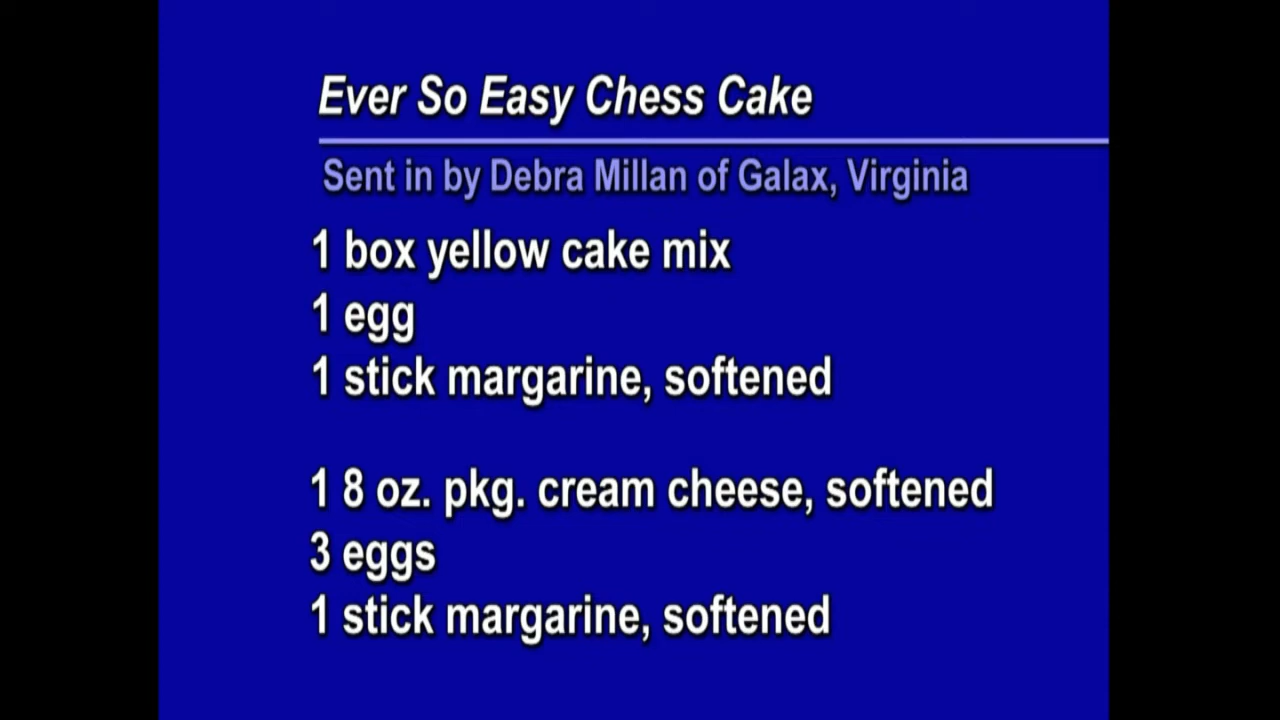 Ever So Easy Chess Cake
Sent in by Debra Millan of Galax, Virginia
1 box yellow cake mix
1 egg
1 stick margarine, softened
1 8 oz. pkg. cream cheese, softened
3 eggs
1 stick margarine, softened